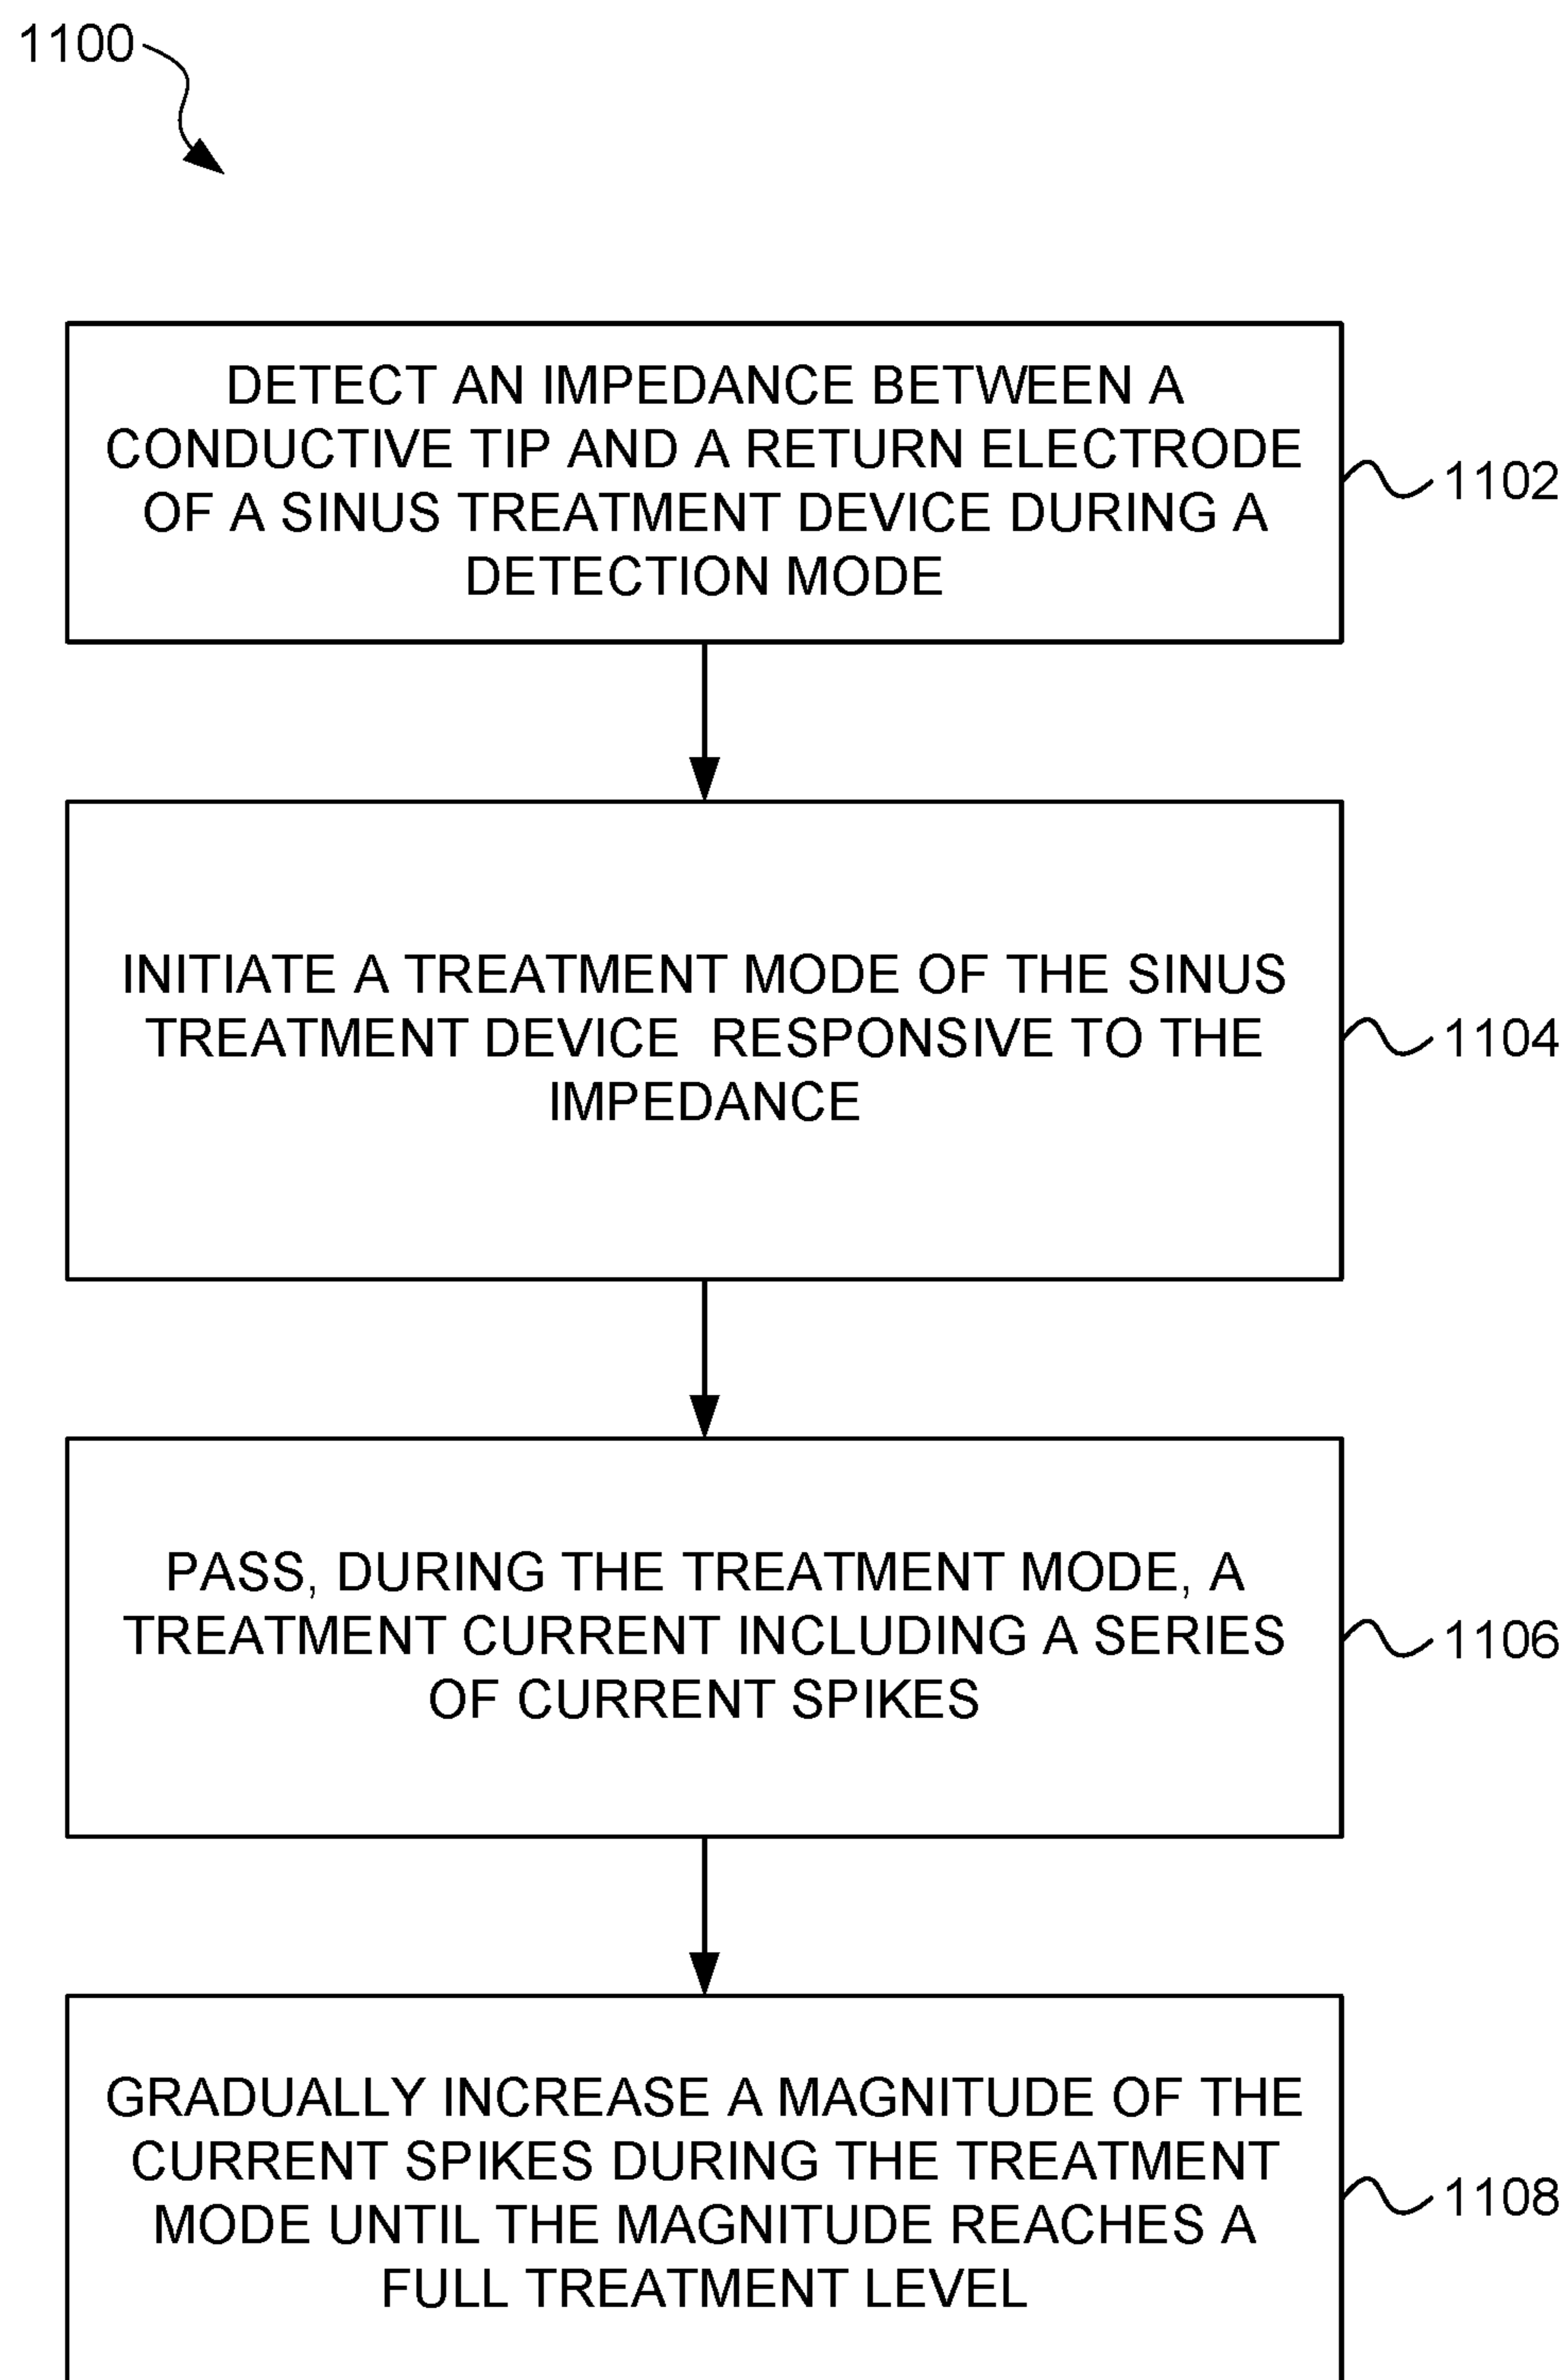 1100
DETECT AN IMPEDANCE BETWEEN A
CONDUCTIVE TIP AND A RETURN ELECTRODE
OF A SINUS TREATMENT DEVICE DURING A
DETECTION MODE
1102
INITIATE A TREATMENT MODE OF THE SINUS
TREATMENT DEVICE RESPONSIVE TO THE
IMPEDANCE
1104
PASS, DURING THE TREATMENT MODE, A
TREATMENT CURRENT INCLUDING A SERIES
OF CURRENT SPIKES
1106
GRADUALLY INCREASE A MAGNITUDE OF THE
CURRENT SPIKES DURING THE TREATMENT
MODE UNTIL THE MAGNITUDE REACHES A
FULL TREATMENT LEVEL
1108